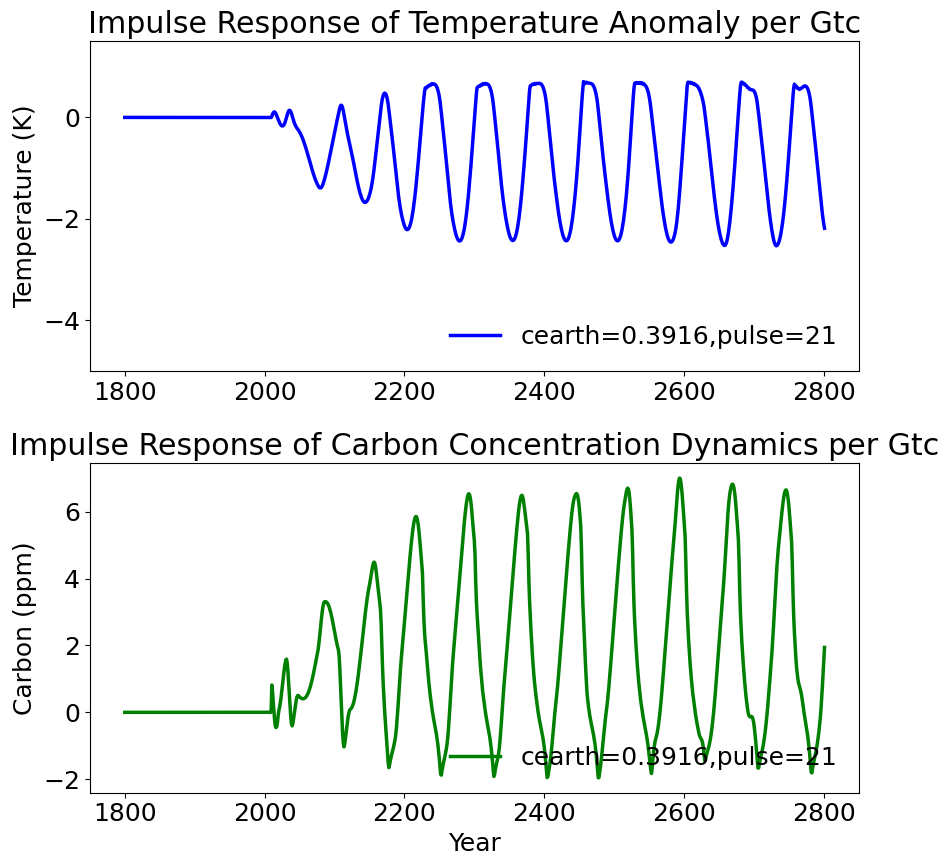 Impulse Response of Temperature Anomaly per Gtc
Temperature (K)
0
−2
−4
cearth=0.3916,pulse=21
1800 2000 2200 2400 2600 2800
Impulse Response of Carbon Concentration Dynamics per Gtc
Carbon (ppm)
6
4
2
0
−2
cearth=0.3916,pulse=21
1800 2000 2200 2400 2600 2800
Year